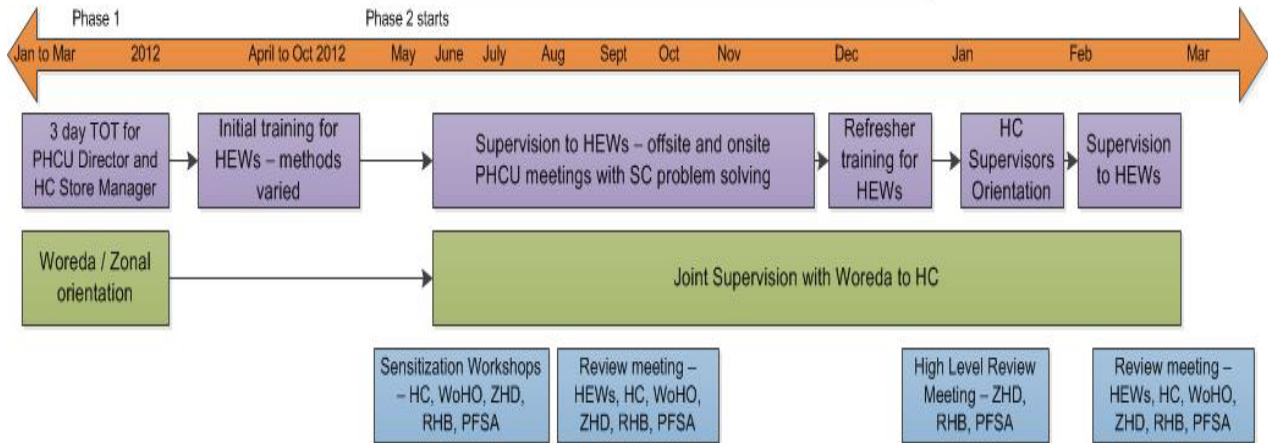 Phase 1
Phase 2 starts
Jan to Mar
2012
April to Oct 2012
May
June
July
Aug
Sept
Oct
Nov
Dec
Jan
Feb
Mar
3 day TOT for
PHCU Director and
HC Store Manager
Initial training for
HEWs – methods
varied
Supervision to HEWs – offsite and onsite
PHCU meetings with SC problem solving
Refresher
training for
HEWs
HC
Supervisors
Orientation
Supervision
to HEWs
Woreda / Zonal
orientation
Joint Supervision with Woreda to HC
Sensitization Workshops
– HC, WoHO, ZHD,
RHB, PFSA
Review meeting –
HEWs, HC, WoHO,
ZHD, RHB, PFSA
High Level Review
Meeting – ZHD,
RHB, PFSA
Review meeting –
HEWs, HC, WoHO,
ZHD, RHB, PFSA